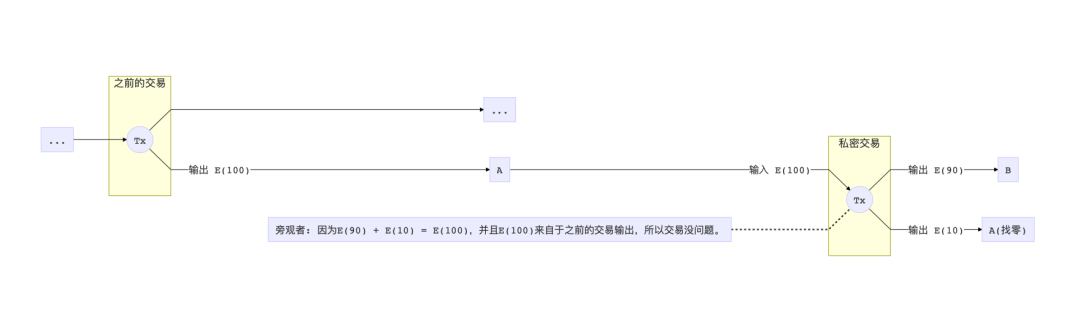 之前的交易
...
Tx
...
输出 E(100)
A
输入 E(100)
私密交易
Tx
输出 E(90)
B
输出 E(10)
A(找零)
旁观者: 因为E(90) + E(10) = E(100), 并且E(100)来自于之前的交易输出, 所以交易没问题。